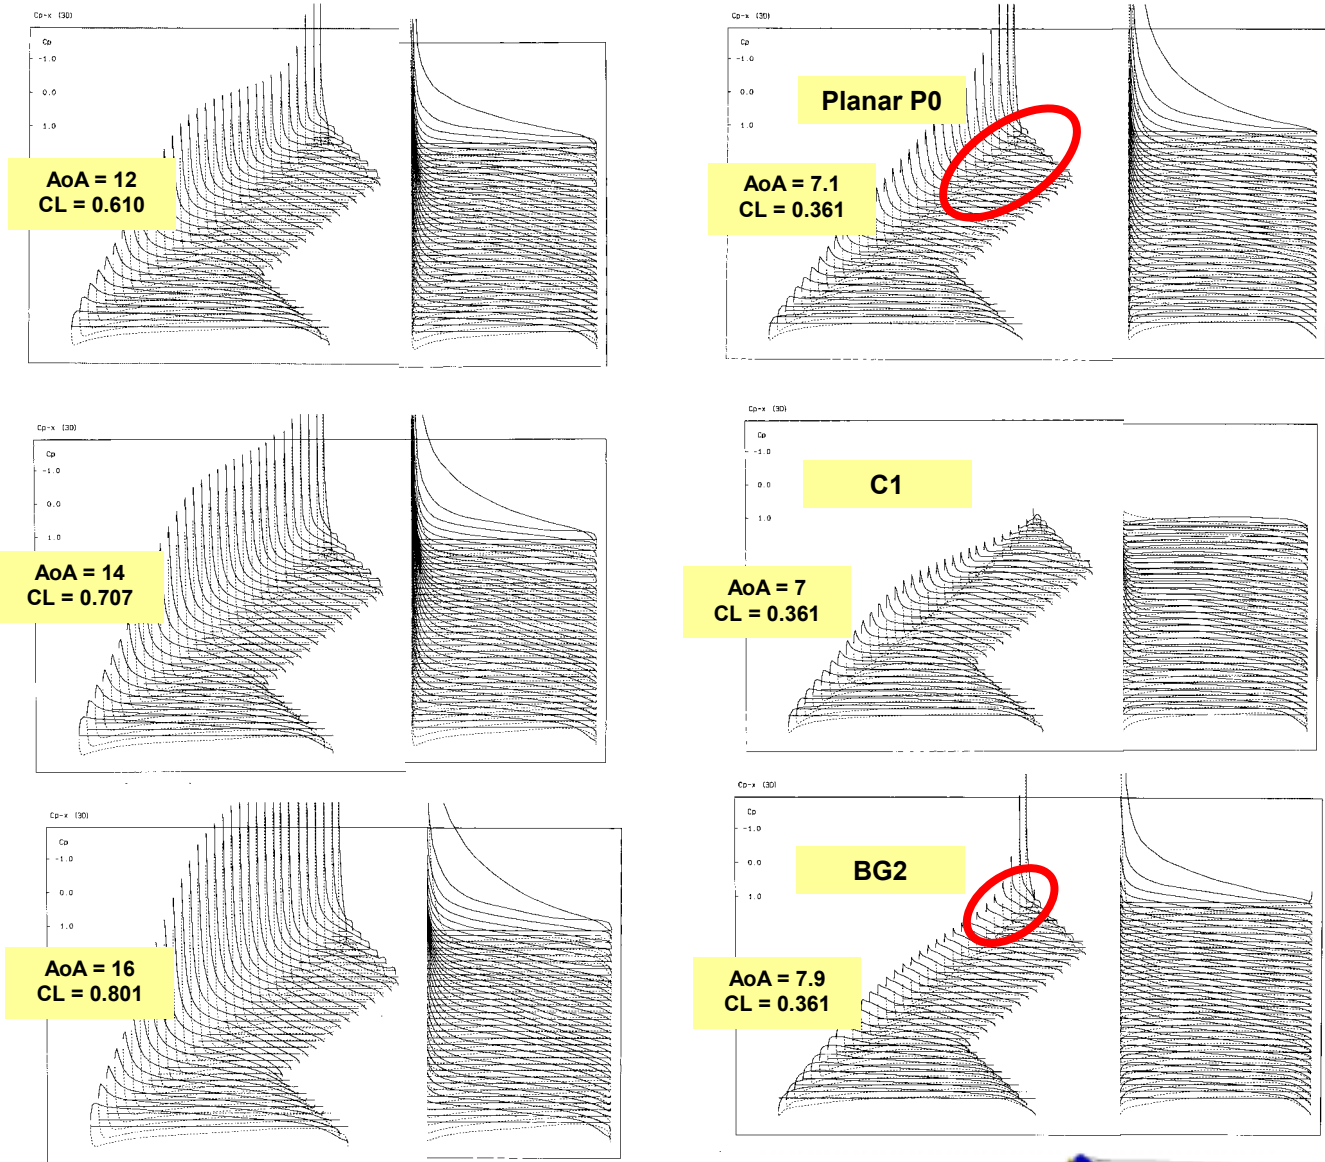 Cp-x (3D)
Cp
-1.0
0.0
1.0
AoA = 12
CL = 0.610
Cp-x (3D)
Cp
-1.0
0.0
1.0
Planar P0
AoA = 7.1
CL = 0.361
Cp-x (3D)
Cp
-1.0
0.0
1.0
AoA = 14
CL = 0.707
Cp-x (3D)
Cp
-1.0
0.0
1.0
C1
AoA = 7
CL = 0.361
Cp-x (3D)
Cp
-1.0
0.0
1.0
AoA = 16
CL = 0.801
Cp-x (3D)
Cp
-1.0
0.0
1.0
BG2
AoA = 7.9
CL = 0.361